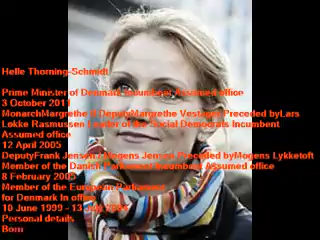 Helle Thorning-Schmidt
Prime Minister of Denmark Incumbent Assumed office
3 October 2011
MonarchMargrethe II DeputyMargrethe Vestager Preceded byLars
Løkke Rasmussen Leader of the Social Democrats Incumbent
Assumed office
12 April 2005
DeputyFrank Jensen Mogens Jensen Preceded byMogens Lykketoft
Member of the Danish Parliament Incumbent Assumed office
8 February 2005
Member of the European Parliament
for Denmark In office
10 June 1999 – 13 July 2004
Personal details
Born